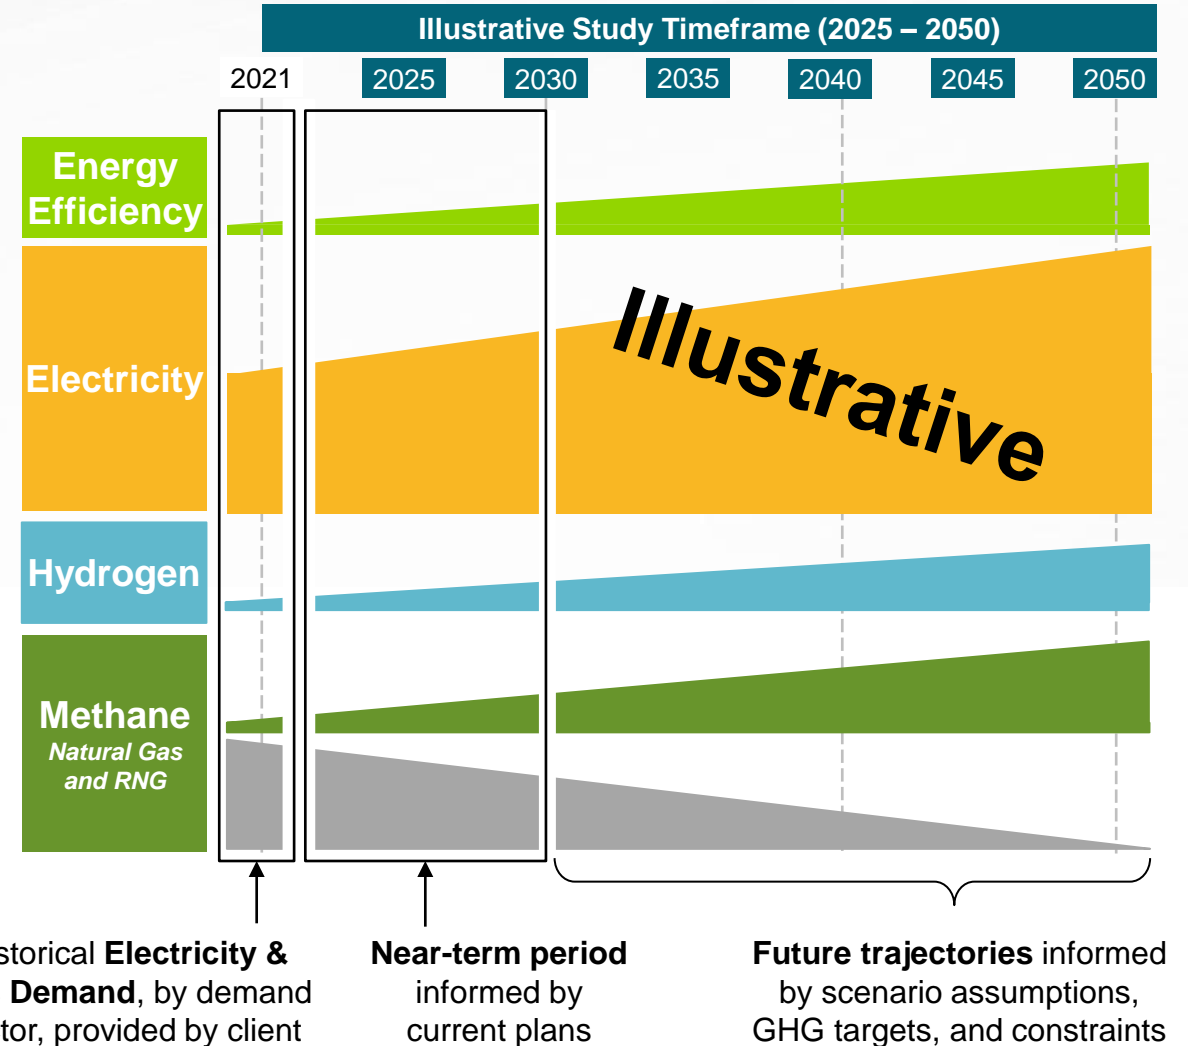 Illustrative Study Timeframe (2025 – 2050)
2021 2025 2030 2035 2040 2045 2050
Energy
Efficiency
Electricity
Illustrative
Hydrogen
Methane
Natural Gas
and RNG
storical Electricity &
Demand, by demand
tor, provided by client
Near-term period
informed by
current plans
Future trajectories informed
by scenario assumptions,
GHG targets, and constraints